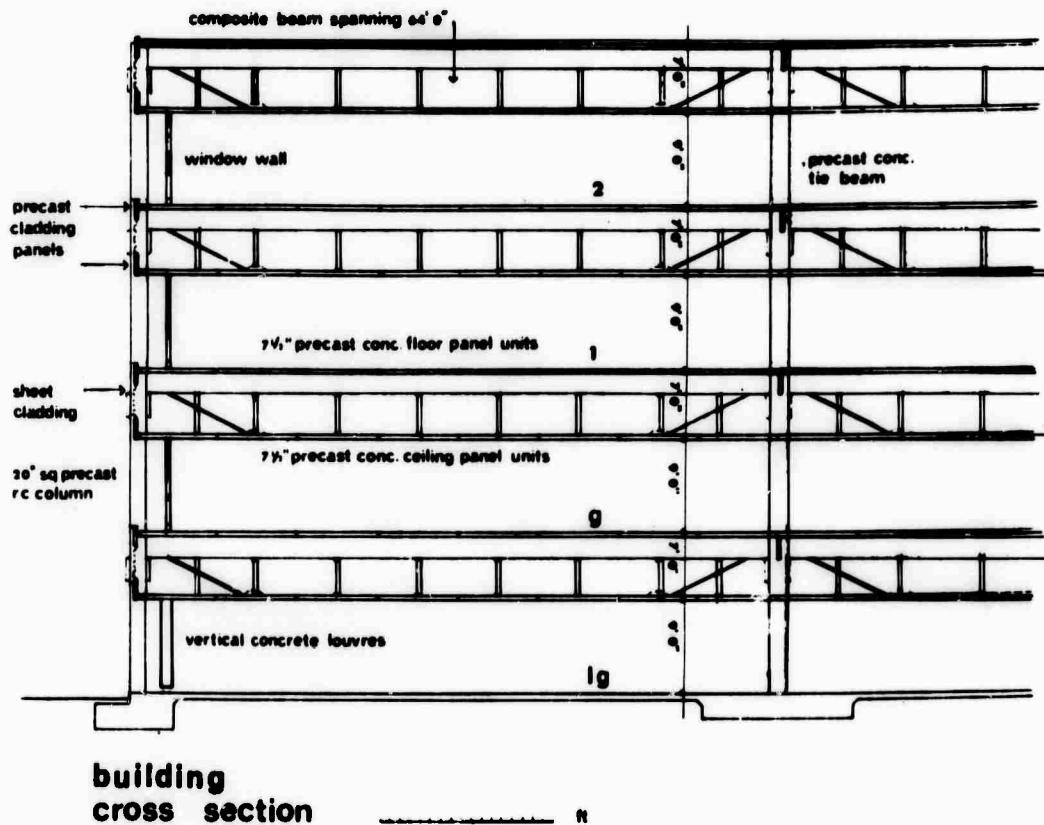 composite beam spanning 64' 0"
window wall
precast conc.
tie beam
2
precast
cladding
panels
7½" precast conc. floor panel units
1
sheet
cladding
7½" precast conc. ceiling panel units
20" sq precast
rc column
g
vertical concrete louvres
lg
building
cross section
ft